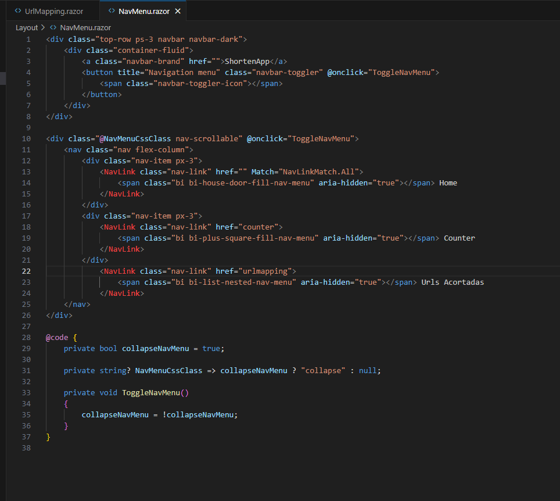 UrlMapping.razor NavMenu.razor
Layout > NavMenu.razor
1 <div class="top-row ps-3 navbar navbar-dark">
2     <div class="container-fluid">
3         <a class="navbar-brand" href="">ShortenApp</a>
4         <button title="Navigation menu" class="navbar-toggler" @onclick="ToggleNavMenu">
5             <span class="navbar-toggler-icon"></span>
6         </button>
7     </div>
8 </div>
9
10 <div class="@NavMenuCssClass nav-scrollable" @onclick="ToggleNavMenu">
11     <nav class="nav flex-column">
12         <div class="nav-item px-3">
13             <NavLink class="nav-link" href="" Match="NavLinkMatch.All">
14                 <span class="bi bi-house-door-fill-nav-menu" aria-hidden="true"></span> Home
15             </NavLink>
16         </div>
17         <div class="nav-item px-3">
18             <NavLink class="nav-link" href="counter">
19                 <span class="bi bi-plus-square-fill-nav-menu" aria-hidden="true"></span> Counter
20             </NavLink>
21         </div>
22             <NavLink class="nav-link" href="urlmapping">
23                 <span class="bi bi-list-nested-nav-menu" aria-hidden="true"></span> Urls Acortadas
24             </NavLink>
25     </nav>
26 </div>
27
28 @code {
29     private bool collapseNavMenu = true;
30
31     private string? NavMenuCssClass => collapseNavMenu ? "collapse" : null;
32
33     private void ToggleNavMenu()
34     {
35         collapseNavMenu = !collapseNavMenu;
36     }
37 }
38